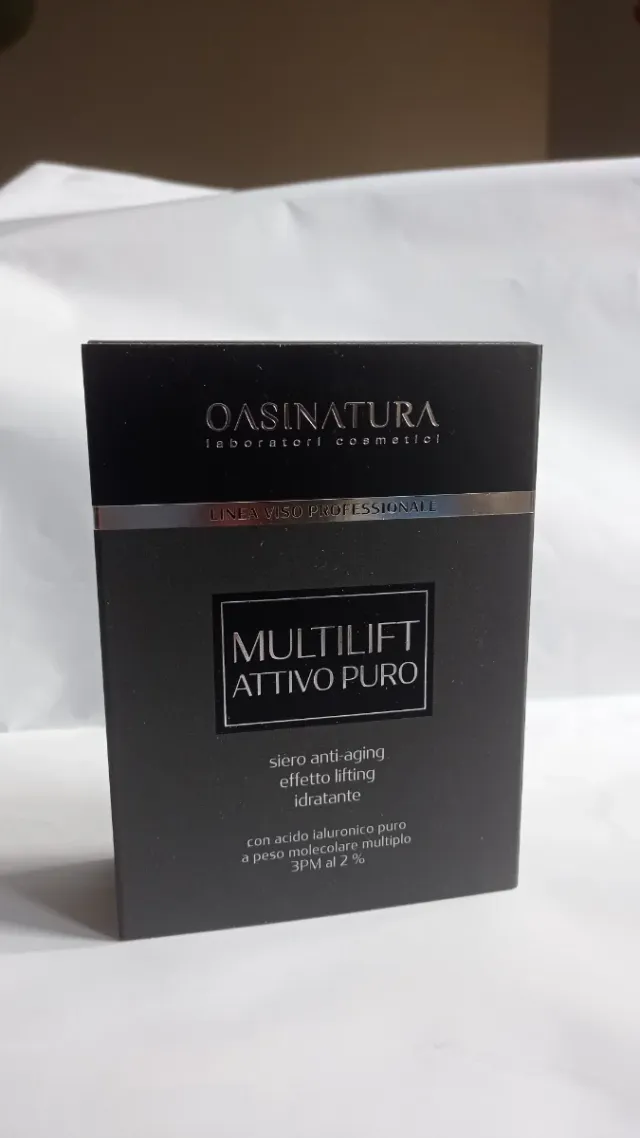 OASINATURA
laboratori cosmetici
LINEA VISO PROFESSIONALE
MULTILIFT
ATTIVO PURO
siero anti-aging
effetto lifting
idratante
con acido ialuronico puro
a peso molecolare multiplo
3PM al 2 %